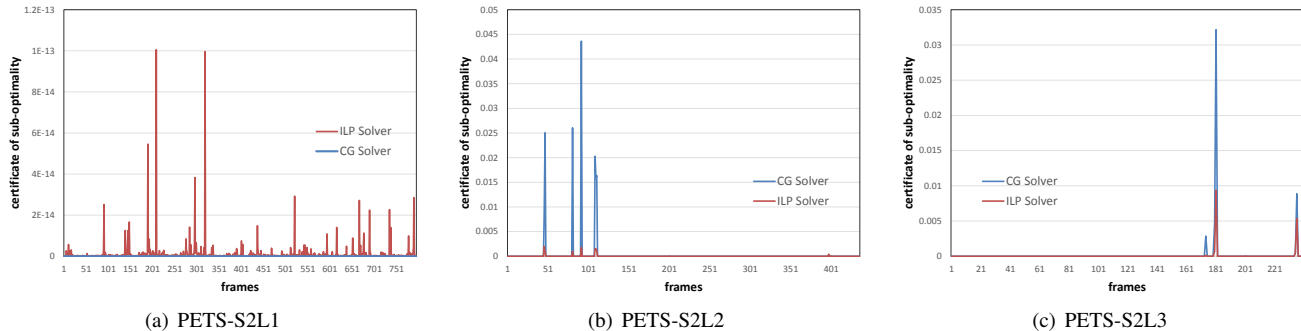 certificate of sub-optimality
1.2E-13
1E-13
8E-14
6E-14
4E-14
2E-14
0
ILP Solver
CG Solver
1 51 101 151 201 251 301 351 401 451 501 551 601 651 701 751
frames
(a) PETS-S2L1
certificate of sub-optimality
0.05
0.045
0.04
0.035
0.03
0.025
0.02
0.015
0.01
0.005
0
CG Solver
ILP Solver
1 51 101 151 201 251 301 351 401
frames
(b) PETS-S2L2
certificate of sub-optimality
0.035
0.03
0.025
0.02
0.015
0.01
0.005
0
CG Solver
ILP Solver
1 21 41 61 81 101 121 141 161 181 201 221
frames
(c) PETS-S2L3